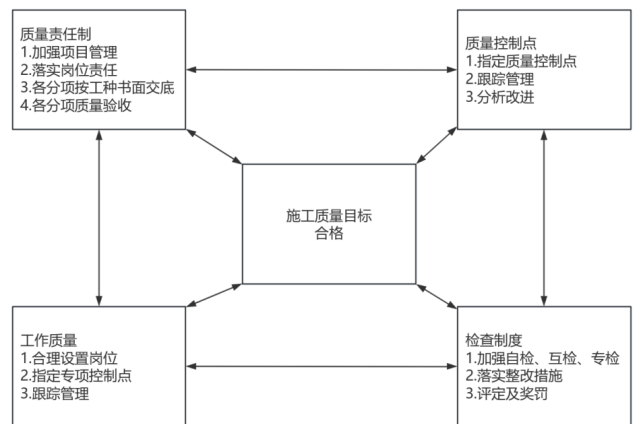 质量责任制
1.加强项目管理
2.落实岗位责任
3.各分项按工种书面交底
4.各分项质量验收
质量控制点
1.指定质量控制点
2.跟踪管理
3.分析改进
施工质量目标
合格
工作质量
1.合理设置岗位
2.指定专项控制点
3.跟踪管理
检查制度
1.加强自检、互检、专检
2.落实整改措施
3.评定及奖罚